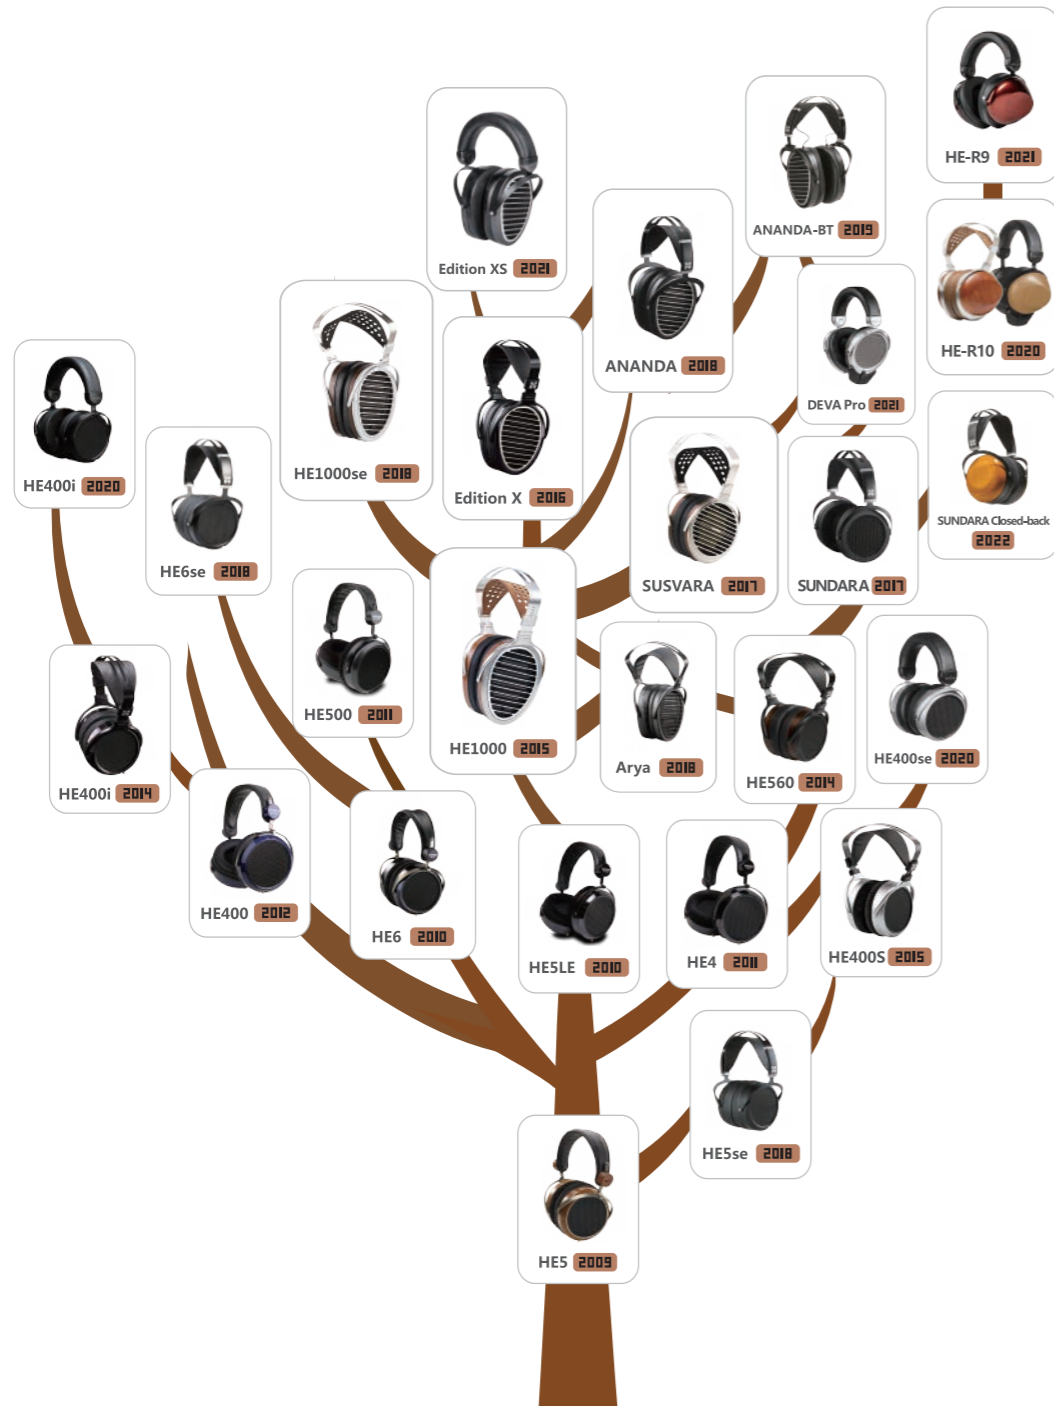 HE-R9 2021
ANANDA-BT 2019
Edition XS 2021
HE-R10 2020
ANANDA 2018
DEVA Pro 2021
HE1000se 2018
HE400i 2020
Edition X 2016
SUNDARA Closed-back
2022
HE6se 2018
SUSVARA 2017
SUNDARA 2017
HE500 2011
HE1000 2015
Arya 2018
HE400se 2020
HE560 2014
HE400i 2014
HE400 2012
HE6 2010
HE5LE 2010
HE4 2011
HE400S 2015
HE5se 2018
HE5 2009